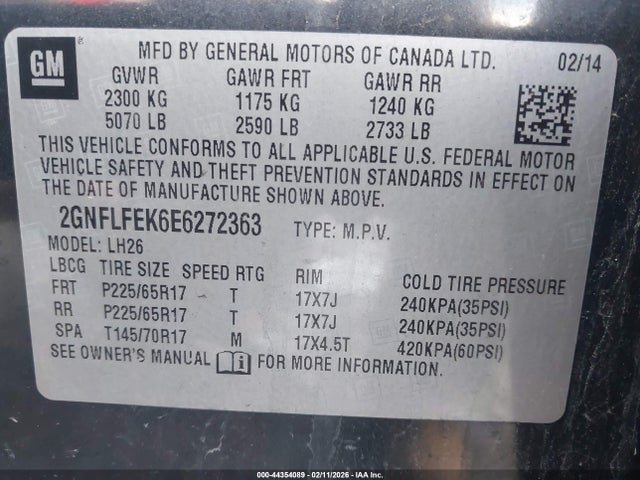 GM
MFD BY GENERAL MOTORS OF CANADA LTD. 02/14
GVWR GAWR FRT GAWR RR
2300 KG 1175 KG 1240 KG
5070 LB 2590 LB 2733 LB
THIS VEHICLE CONFORMS TO ALL APPLICABLE U.S. FEDERAL MOTOR
VEHICLE SAFETY AND THEFT PREVENTION STANDARDS IN EFFECT ON
THE DATE OF MANUFACTURE SHOWN ABOVE.
2GNFLFEK6E6272363 TYPE: M.P.V.
MODEL: LH26
LBCG TIRE SIZE SPEED RTG RIM COLD TIRE PRESSURE
FRT P225/65R17 T 17X7J 240KPA(35PSI)
RR P225/65R17 T 17X7J 240KPA(35PSI)
SPA T145/70R17 M 17X4.5T 420KPA(60PSI)
SEE OWNER'S MANUAL FOR MORE INFORMATION.
000-44354089 - 02/11/2026 - IAA Inc.